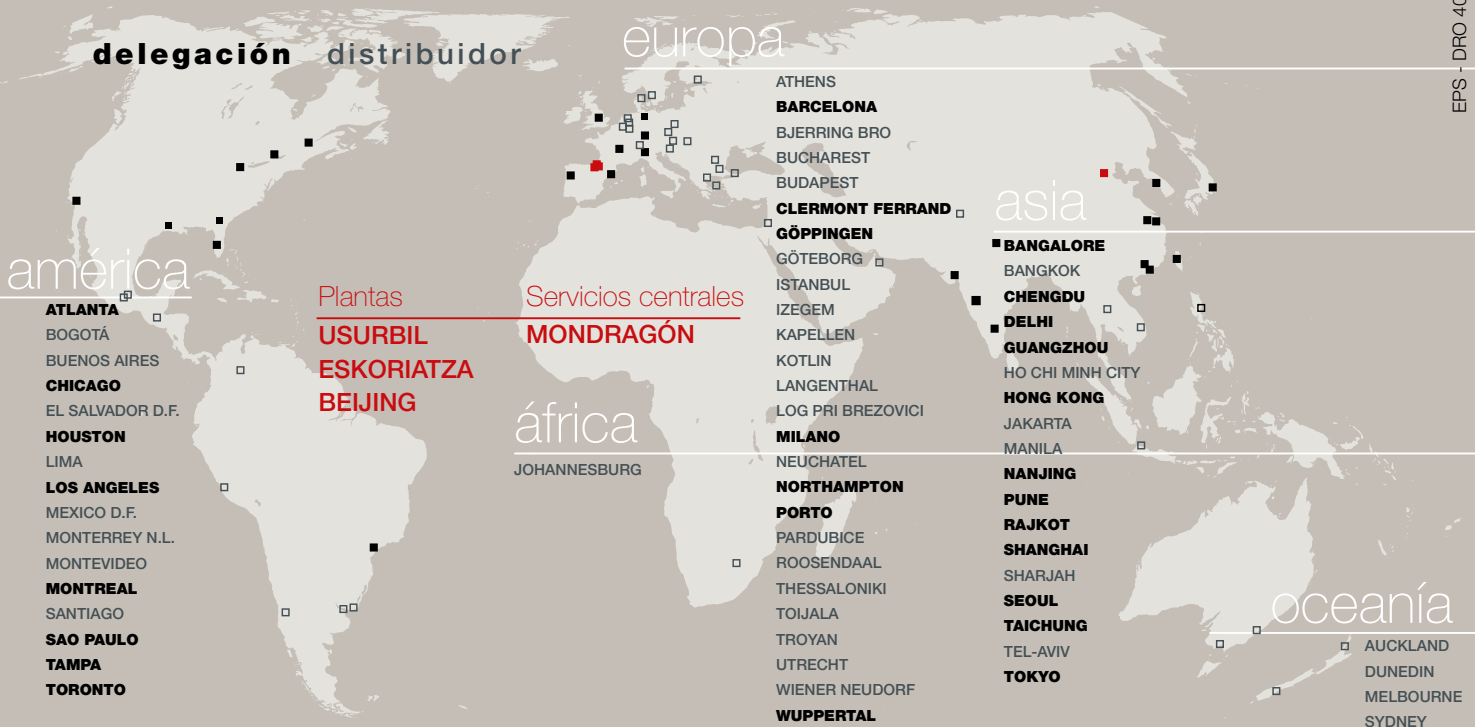 delegación distribuidor
europa
ATHENS
BARCELONA
BJERRING BRO
BUCHAREST
BUDAPEST
CLERMONT FERRAND
GÖPPINGEN
GÖTEBORG
ISTANBUL
IZEGEM
KAPELLEN
KOTLIN
LANGENTHAL
LOG PRI BREZOVICI
MILANO
NEUCHATEL
NORTHAMPTON
PORTO
PARDUBICE
ROOSENDAAL
THESSALONIKI
TOIJALA
TROYAN
UTRECHT
WIENER NEUDORF
WUPPERTAL
américa
ATLANTA
BOGOTÁ
BUENOS AIRES
CHICAGO
EL SALVADOR D.F.
HOUSTON
LIMA
LOS ANGELES
MEXICO D.F.
MONTERREY N.L.
MONTEVIDEO
MONTREAL
SANTIAGO
SAO PAULO
TAMPA
TORONTO
Plantas
USURBIL
ESKORIATZA
BEIJING
Servicios centrales
MONDRAGÓN
áfrica
JOHANNESBURG
asia
BANGALORE
BANGKOK
CHENGDU
DELHI
GUANGZHOU
HO CHI MINH CITY
HONG KONG
JAKARTA
MANILA
NANJING
PUNE
RAJKOT
SHANGHAI
SHARJAH
SEOUL
TAICHUNG
TEL-AVIV
TOKYO
oceanía
AUCKLAND
DUNEDIN
MELBOURNE
SYDNEY
EPS - DRO 40